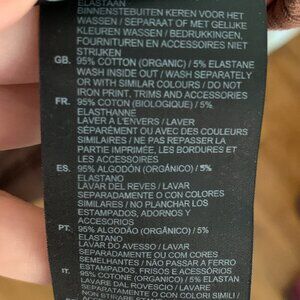 ELASTAAN
BINNENSTEBUITEN KEREN VOOR HET
WASSEN / SEPARAAT OF MET GELIJKE
KLEUREN WASSEN / BEDRUKKINGEN,
FOURNITUREN EN ACCESSOIRES NIET
STRIJKEN
GB. 95% COTTON (ORGANIC) / 5% ELASTANE
WASH INSIDE OUT / WASH SEPARATELY
OR WITH SIMILAR COLOURS / DO NOT
IRON PRINT, TRIMS AND ACCESSORIES
FR. 95% COTON (BIOLOGIQUE) / 5%
ELASTHANNE
LAVER A L'ENVERS / LAVER
SÉPARÉMENT OU AVEC DES COULEURS
SIMILAIRES / NE PAS REPASSER LA
PARTIE IMPRIMÉE, LES BORDURES ET
LES ACCESSOIRES
ES. 95% ALGODÓN (ORGÁNICO) / 5%
ELASTANO
LAVAR DEL REVES / LAVAR
SEPARADAMENTE O CON COLORES
SIMILARES / NO PLANCHAR LOS
ESTAMPADOS, ADORNOS Y
ACCESORIOS
PT. 95% ALGODÃO (ORGÂNICO) / 5%
ELASTANO
LAVAR DO AVESSO / LAVAR
SEPARADAMENTE OU COM CORES
SEMELHANTES / NÃO PASSAR A FERRO
ESTAMPADOS, FRISOS E ACESSÓRIOS
IT. 95% COTONE (ORGANICO) / 5% ELASTAN
LAVARE DAL ROVESCIO / LAVARE